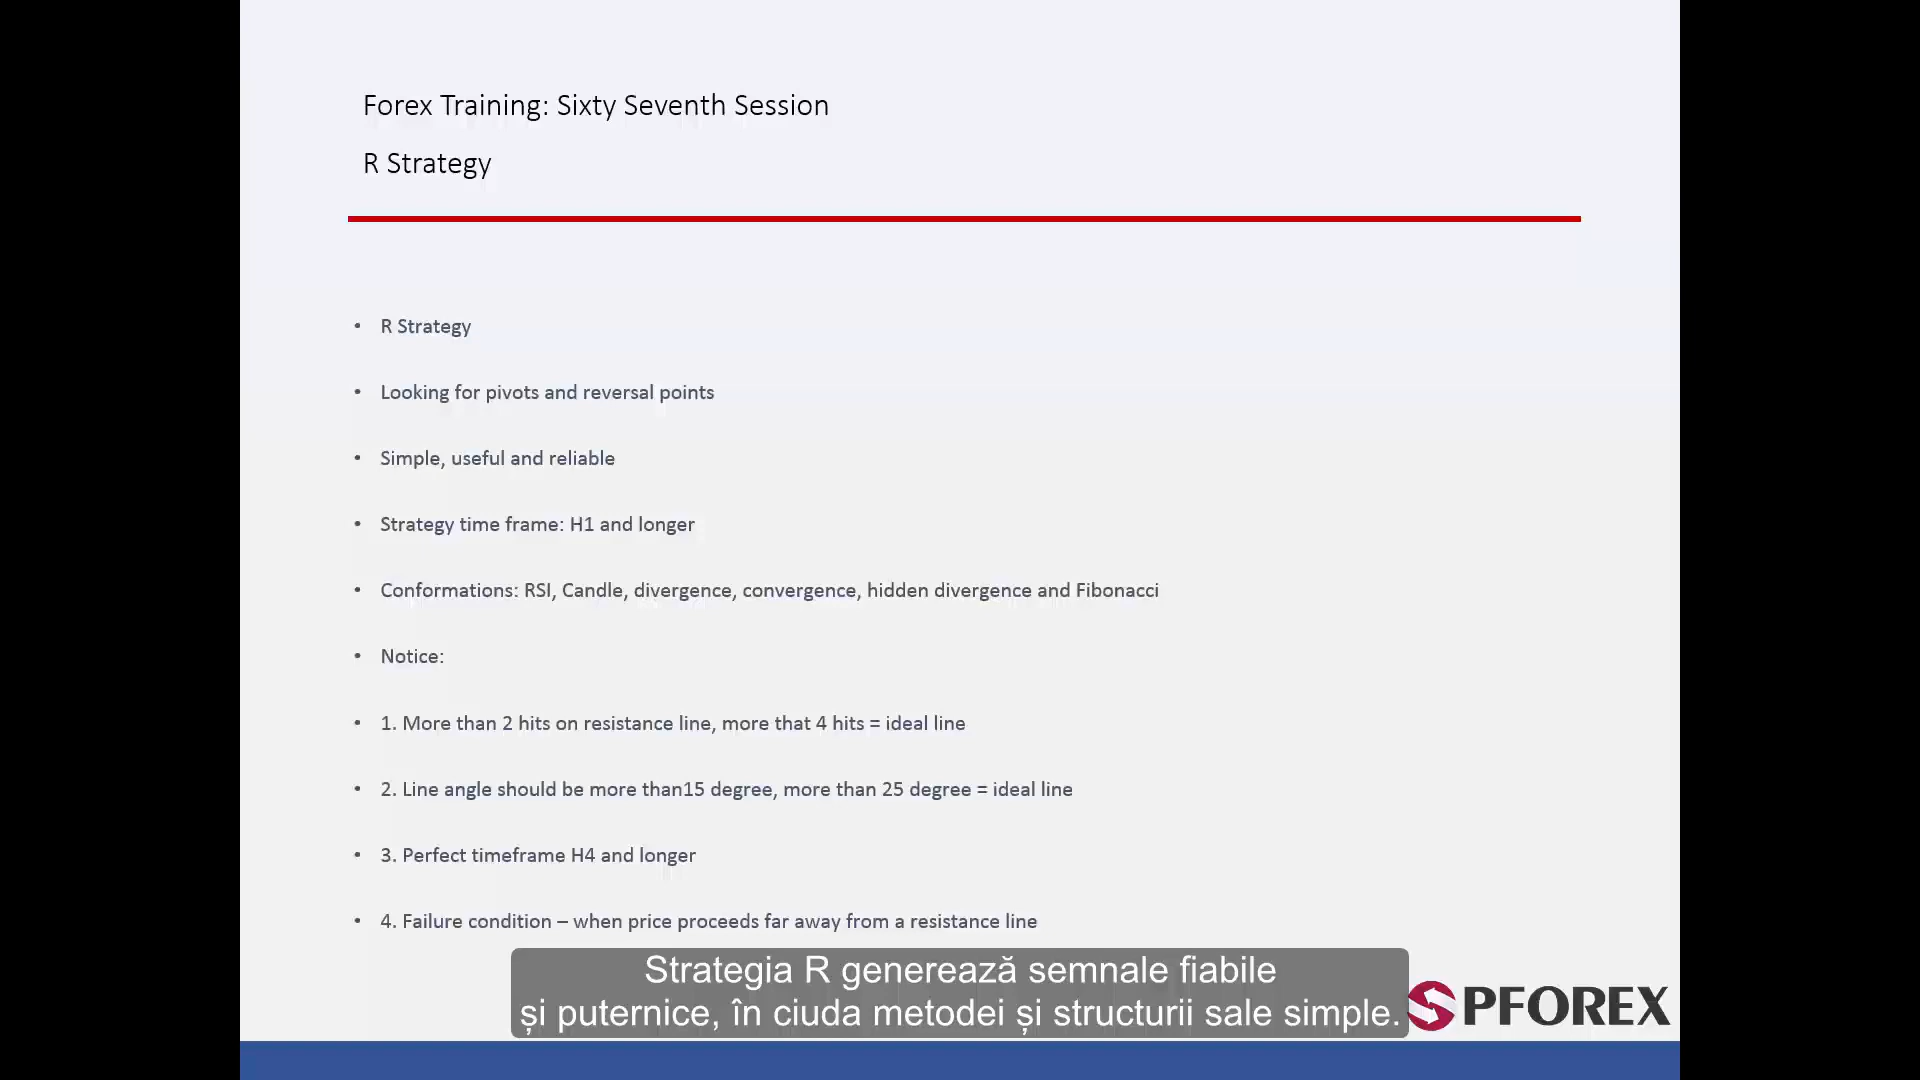 Forex Training: Sixty Seventh Session
R Strategy
• R Strategy
• Looking for pivots and reversal points
• Simple, useful and reliable
• Strategy time frame: H1 and longer
• Conformations: RSI, Candle, divergence, convergence, hidden divergence and Fibonacci
• Notice:
• 1. More than 2 hits on resistance line, more that 4 hits = ideal line
• 2. Line angle should be more than15 degree, more than 25 degree = ideal line
• 3. Perfect timeframe H4 and longer
• 4. Failure condition – when price proceeds far away from a resistance line
Strategia R generează semnale fiabile
și puternice, în ciuda metodei și structurii sale simple.
PFOREX